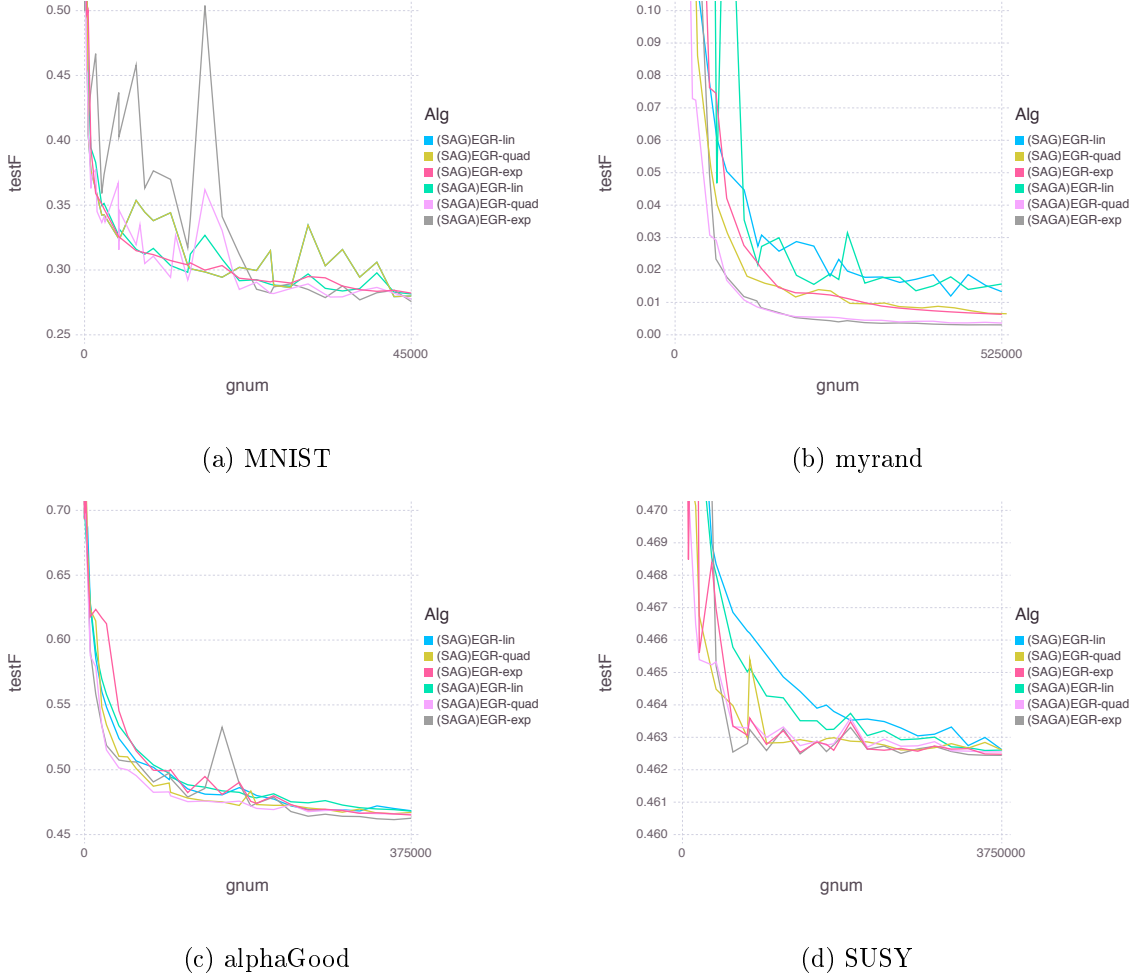 0.50
0.45
0.40
0.35
0.30
0.25
testF
0
45000
gnum
Alg
(SAG)EGR-lin
(SAG)EGR-quad
(SAG)EGR-exp
(SAGA)EGR-lin
(SAGA)EGR-quad
(SAGA)EGR-exp
(a) MNIST
0.10
0.09
0.08
0.07
0.06
0.05
0.04
0.03
0.02
0.01
0.00
testF
0
525000
gnum
Alg
(SAG)EGR-lin
(SAG)EGR-quad
(SAG)EGR-exp
(SAGA)EGR-lin
(SAGA)EGR-quad
(SAGA)EGR-exp
(b) myrand
0.70
0.65
0.60
0.55
0.50
0.45
testF
0
375000
gnum
Alg
(SAG)EGR-lin
(SAG)EGR-quad
(SAG)EGR-exp
(SAGA)EGR-lin
(SAGA)EGR-quad
(SAGA)EGR-exp
(c) alphaGood
0.470
0.469
0.468
0.467
0.466
0.465
0.464
0.463
0.462
0.461
0.460
testF
0
3750000
gnum
Alg
(SAG)EGR-lin
(SAG)EGR-quad
(SAG)EGR-exp
(SAGA)EGR-lin
(SAGA)EGR-quad
(SAGA)EGR-exp
(d) SUSY